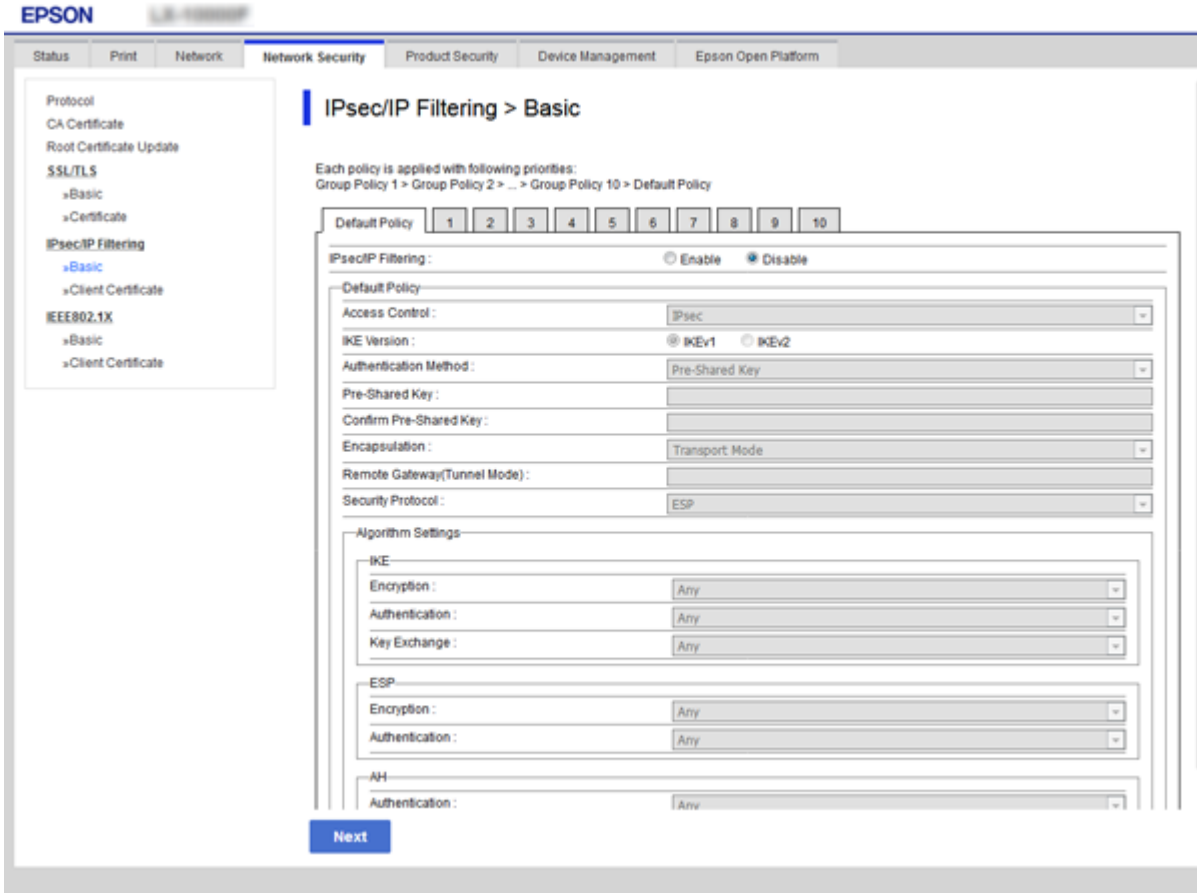 EPSON
Status Print Network Network Security Product Security Device Management Epson Open Platform
Protocol
CA Certificate
Root Certificate Update
SSL/TLS
»Basic
»Certificate
IPsec/IP Filtering
»Basic
»Client Certificate
IEEE802.1X
»Basic
»Client Certificate
IPsec/IP Filtering > Basic
Each policy is applied with following priorities:
Group Policy 1 > Group Policy 2 > ... > Group Policy 10 > Default Policy
Default Policy 1 2 3 4 5 6 7 8 9 10
IPsec/IP Filtering : Enable Disable
Default Policy
Access Control : IPsec
IKE Version : IKEv1 IKEv2
Authentication Method : Pre-Shared Key
Pre-Shared Key :
Confirm Pre-Shared Key :
Encapsulation : Transport Mode
Remote Gateway(Tunnel Mode) :
Security Protocol : ESP
Algorithm Settings
IKE
Encryption : Any
Authentication : Any
Key Exchange : Any
ESP
Encryption : Any
Authentication : Any
AH
Authentication : Any
Next